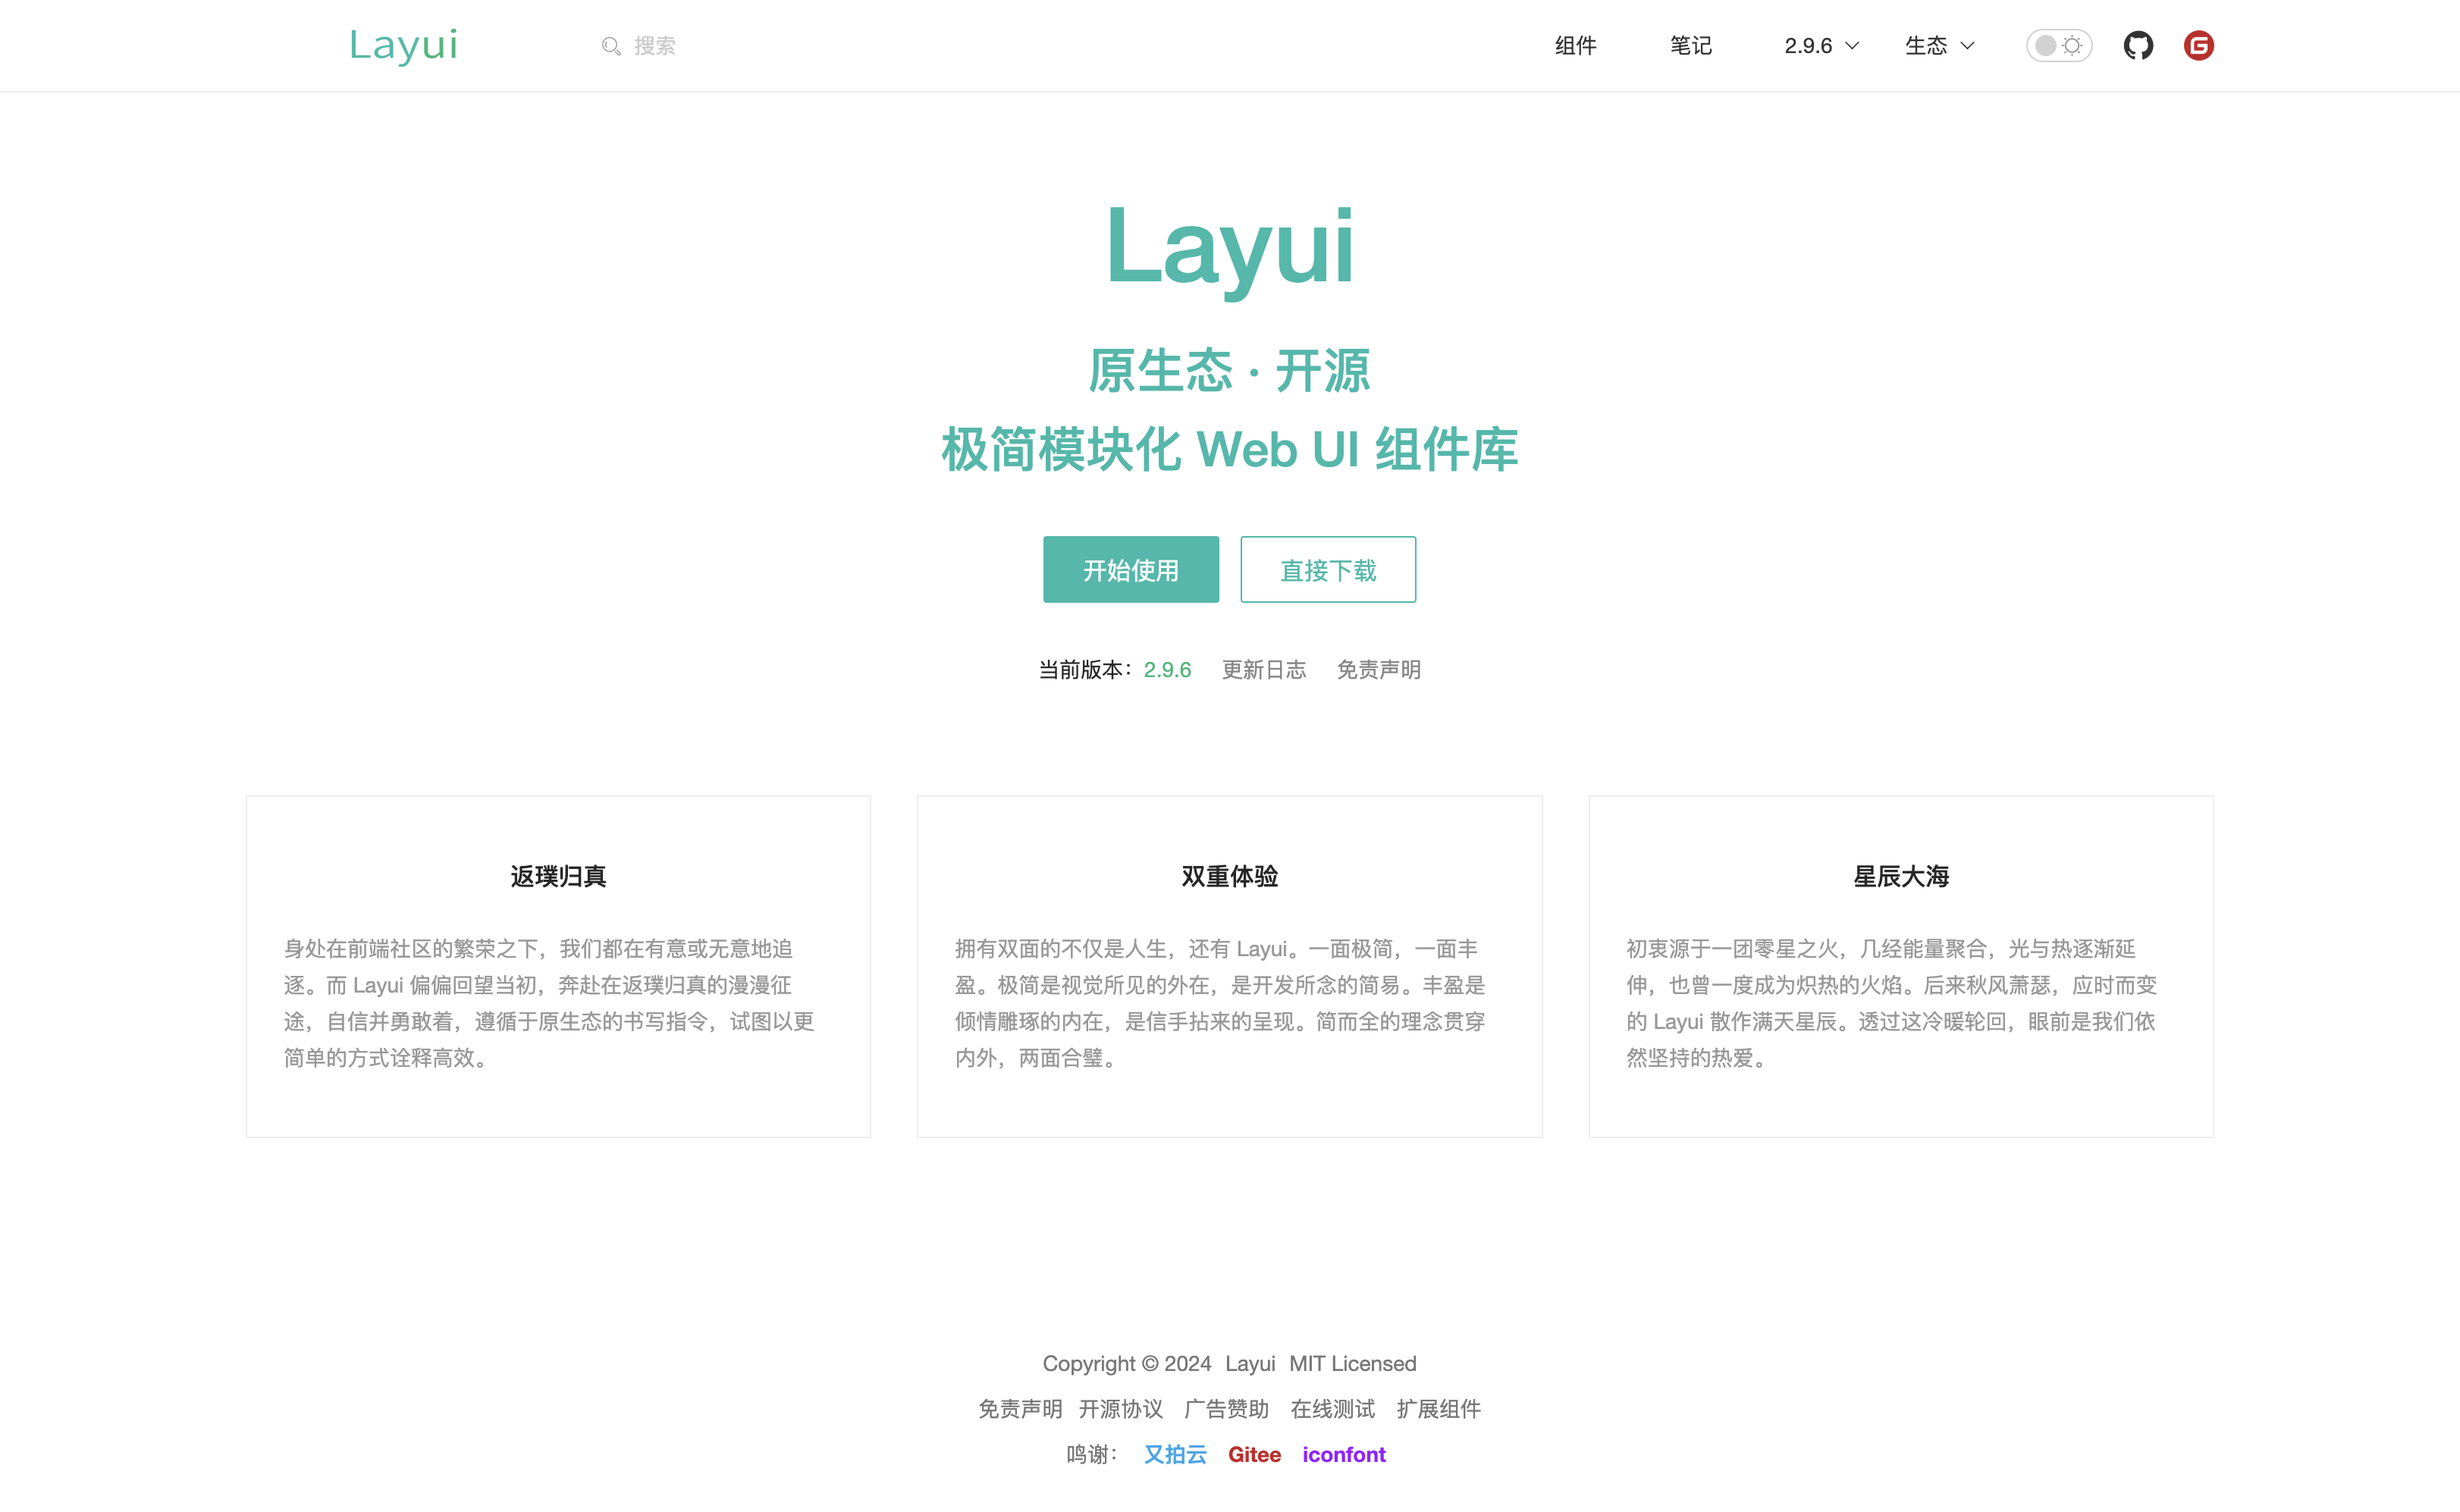 Layui 搜索 组件 笔记 2.9.6 生态
Layui
原生态 · 开源
极简模块化 Web UI 组件库
开始使用 直接下载
当前版本：2.9.6 更新日志 免责声明
返璞归真
身处在前端社区的繁荣之下，我们都在有意或无意地追
逐。而 Layui 偏偏回望当初，奔赴在返璞归真的漫漫征
途，自信并勇敢着，遵循于原生态的书写指令，试图以更
简单的方式诠释高效。
双重体验
拥有双面的不仅是人生，还有 Layui。一面极简，一面丰
盈。极简是视觉所见的外在，是开发所念的简易。丰盈是
倾情雕琢的内在，是信手拈来的呈现。简而全的理念贯穿
内外，两面合璧。
星辰大海
初衷源于一团零星之火，几经能量聚合，光与热逐渐延
伸，也曾一度成为炽热的火焰。后来秋风萧瑟，应时而变
的 Layui 散作满天星辰。透过这冷暖轮回，眼前是我们依
然坚持的热爱。
Copyright © 2024 Layui MIT Licensed
免责声明 开源协议 广告赞助 在线测试 扩展组件
鸣谢： 又拍云 Gitee iconfont